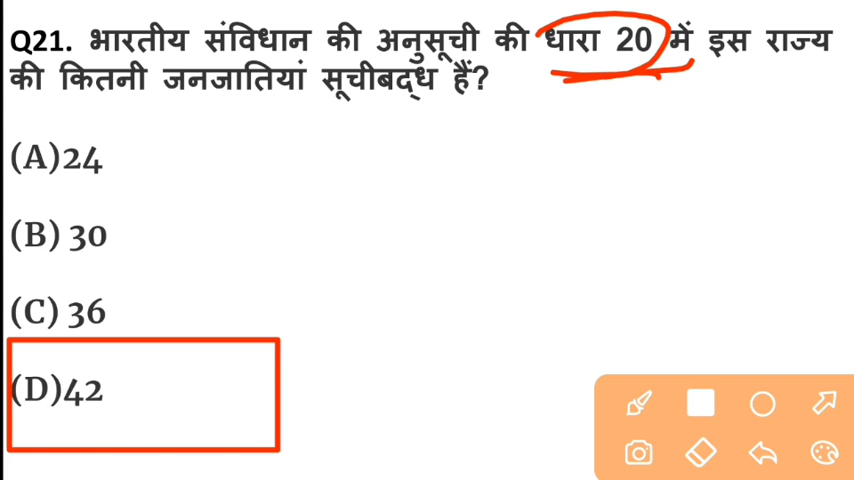 Q21. भारतीय संविधान की अनुसूची की धारा 20 में इस राज्य
की कितनी जनजातियां सूचीबद्ध हैं?
(A)24
(B) 30
(C) 36
(D)42